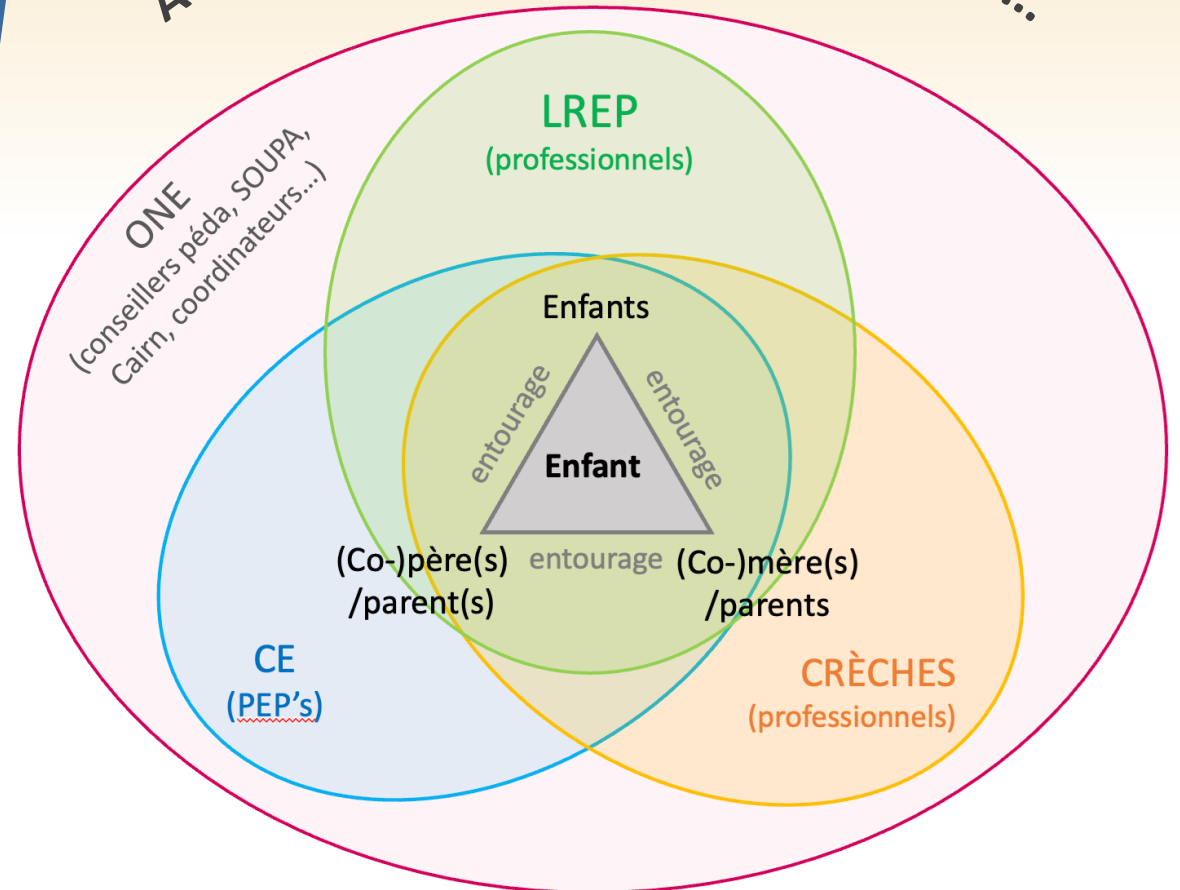 LREP
(professionnels)
ONE
(conseillers péda, SOUPA,
Cairn, coordinateurs...)
Enfants
entourage
entourage
Enfant
(Co-)père(s)
/parent(s)
entourage
(Co-)mère(s)
/parents
CE
(PEP's)
CRÈCHES
(professionnels)